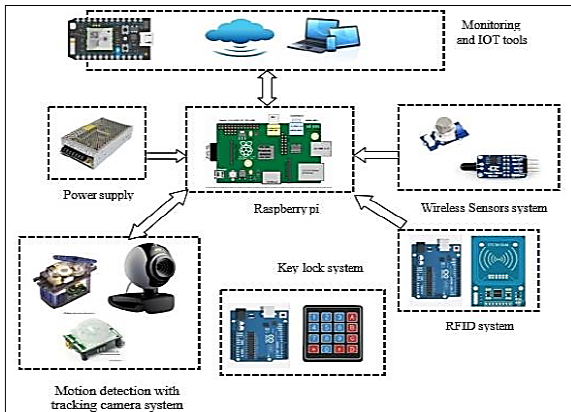 Monitoring
and IOT tools
Power supply
Raspberry pi
Wireless Sensors system
Key lock system
RFID system
Motion detection with
tracking camera system